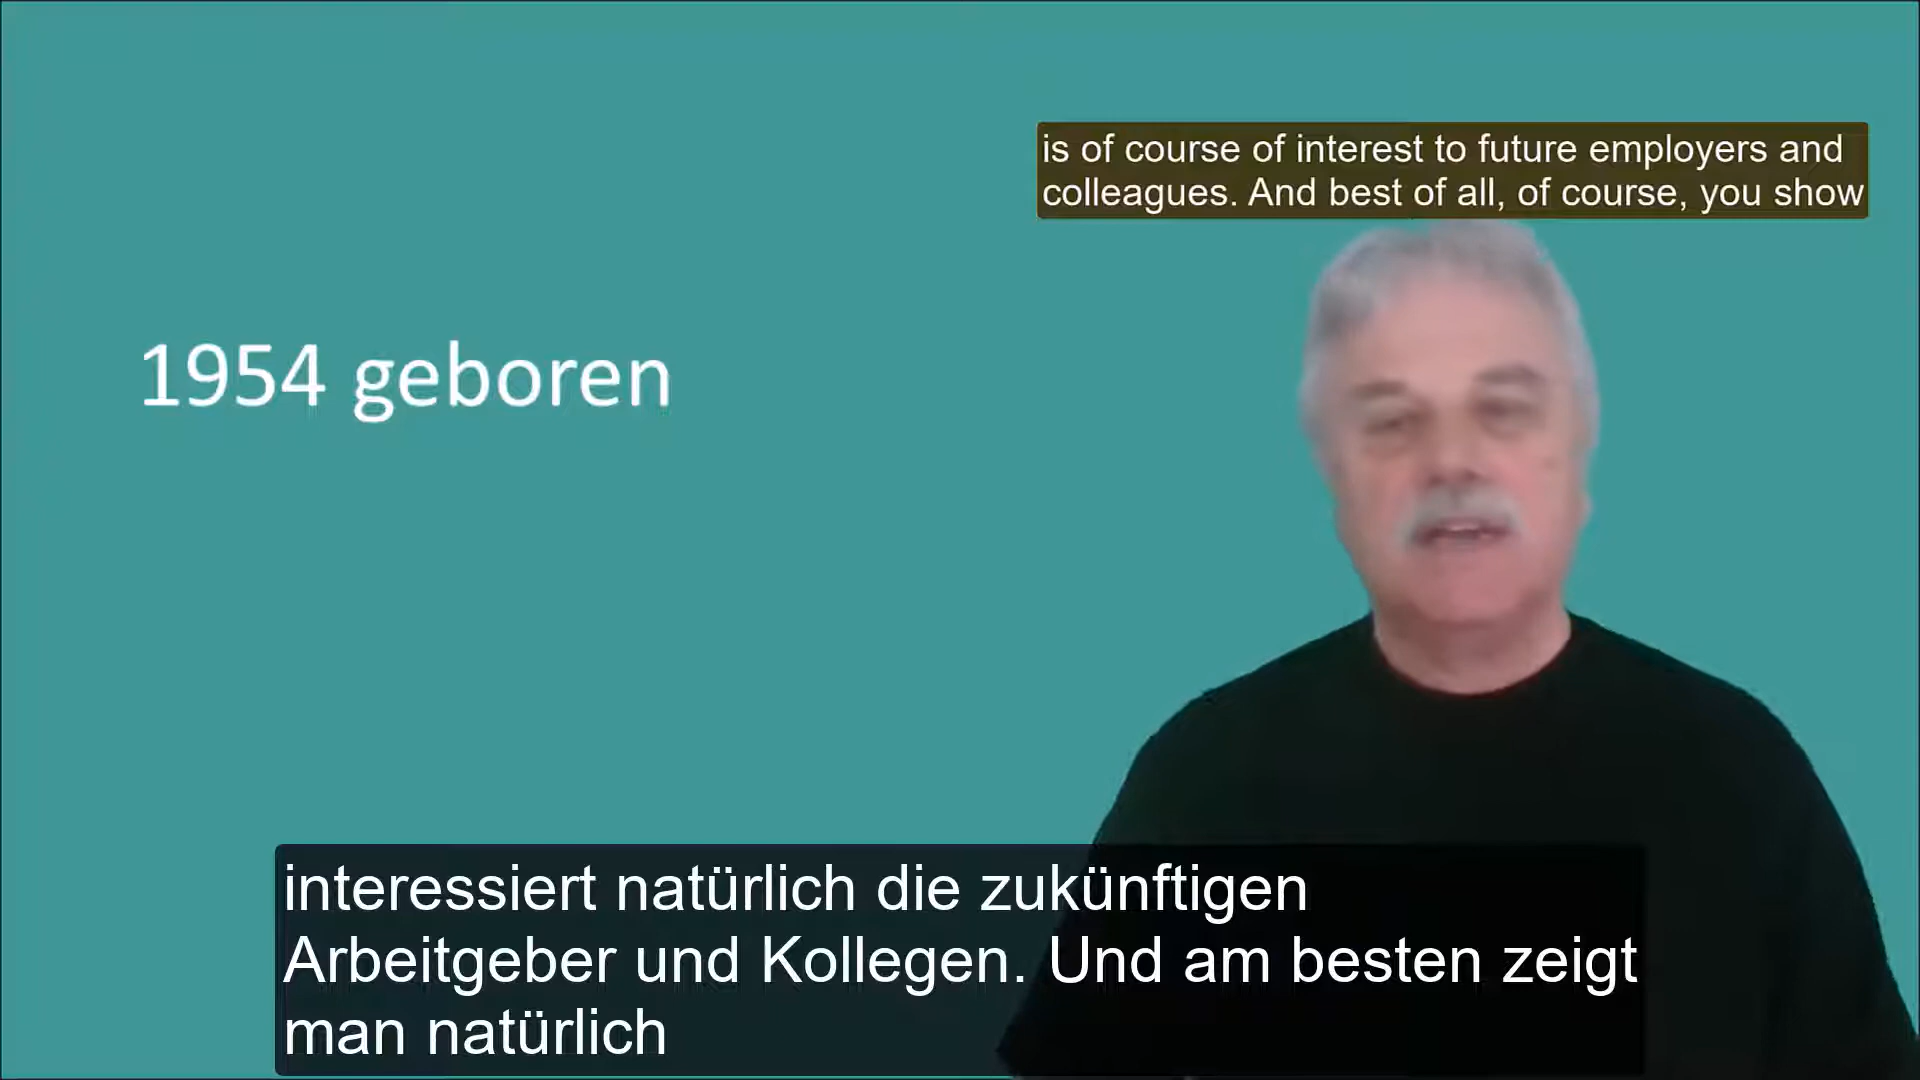 is of course of interest to future employers and
colleagues. And best of all, of course, you show
1954 geboren
interessiert natürlich die zukünftigen
Arbeitgeber und Kollegen. Und am besten zeigt
man natürlich